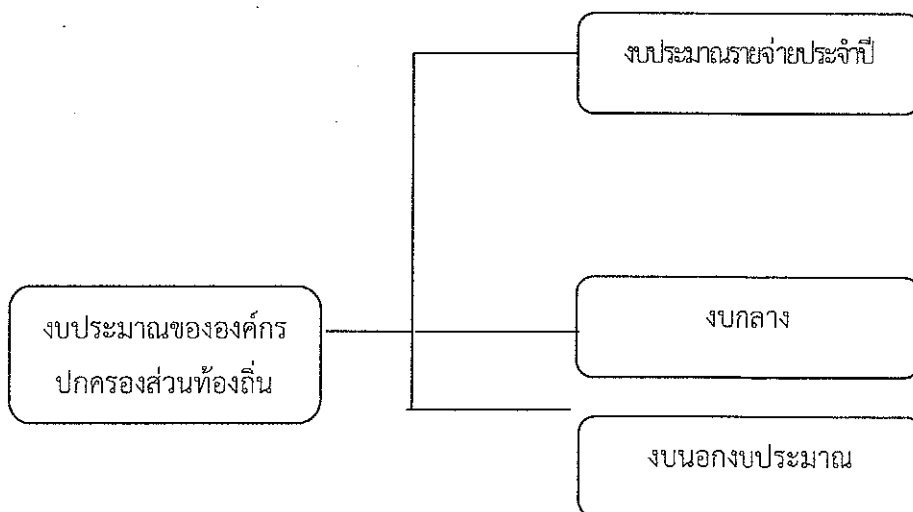 งบประมาณรายจ่ายประจำปี
งบประมาณขององค์กร
ปกครองส่วนท้องถิ่น
งบกลาง
งบนอกงบประมาณ